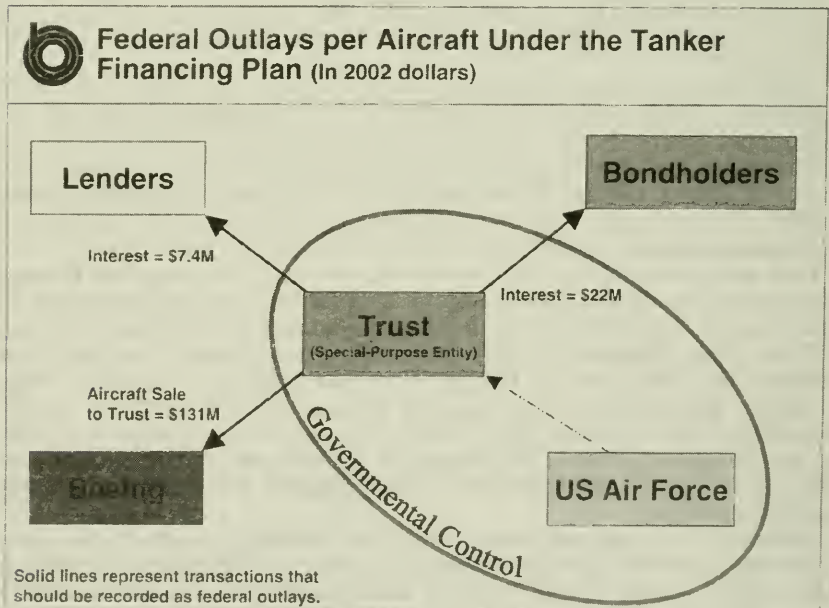 Federal Outlays per Aircraft Under the Tanker
Financing Plan (In 2002 dollars)
Lenders
Bondholders
Interest = $7.4M
Interest = $22M
Trust
(Special-Purpose Entity)
Aircraft Sale
to Trust = $131M
Governmental Control
Boeing
US Air Force
Solid lines represent transactions that
should be recorded as federal outlays.